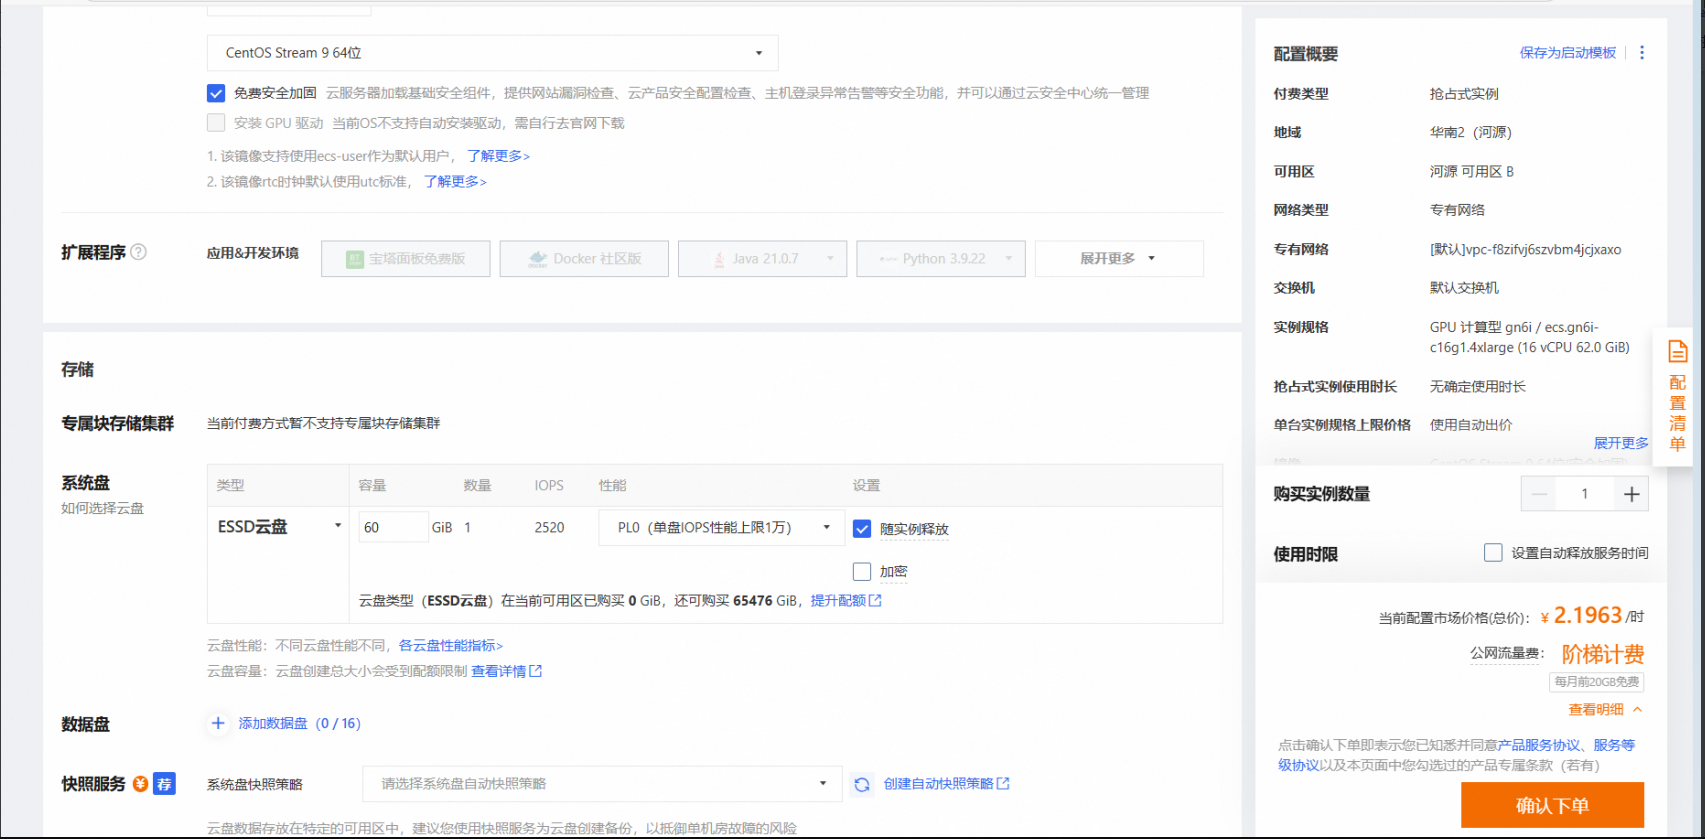 CentOS Stream 9 64位
免费安全加固 云服务器加载基础安全组件，提供网站漏洞检查、云产品安全配置检查、主机登录异常告警等安全功能，并可以通过云安全中心统一管理
安装 GPU 驱动 当前OS不支持自动安装驱动，需自行去官网下载
1. 该镜像支持使用ecs-user作为默认用户， 了解更多>
2. 该镜像rtc时钟默认使用utc标准， 了解更多>
扩展程序 ?
应用&开发环境
BT 宝塔面板免费版
docker Docker 社区版
Java 21.0.7
Python 3.9.22
展开更多
存储
专属块存储集群 当前付费方式暂不支持专属块存储集群
系统盘
如何选择云盘
类型 容量 数量 IOPS 性能 设置
ESSD云盘 60 GiB 1 2520 PL0（单盘IOPS性能上限1万） 随实例释放
加密
云盘类型（ESSD云盘）在当前可用区已购买 0 GiB，还可购买 65476 GiB，提升配额
云盘性能：不同云盘性能不同，各云盘性能指标>
云盘容量：云盘创建总大小会受到配额限制 查看详情
数据盘 + 添加数据盘（0 / 16）
快照服务 ¥ 荐 系统盘快照策略 请选择系统盘自动快照策略 创建自动快照策略
云盘数据存放在特定的可用区中，建议您使用快照服务为云盘创建备份，以抵御单机房故障的风险
配置概要 保存为启动模板
付费类型 抢占式实例
地域 华南2（河源）
可用区 河源 可用区 B
网络类型 专有网络
专有网络 [默认]vpc-f8zifvj6szvbm4jcjxaxo
交换机 默认交换机
实例规格 GPU 计算型 gn6i / ecs.gn6i-
c16g1.4xlarge (16 vCPU 62.0 GiB)
抢占式实例使用时长 无确定使用时长
单台实例规格上限价格 使用自动出价
展开更多
镜像 CentOS Stream 9 64位(安全加固)
购买实例数量 1 +
使用时限 设置自动释放服务时间
当前配置市场价格(总价)： ¥ 2.1963 /时
公网流量费： 阶梯计费
每月前20GB免费
查看明细
点击确认下单即表示您已知悉并同意产品服务协议、服务等
级协议以及本页面中您勾选过的产品专属条款（若有）
确认下单
配置清单